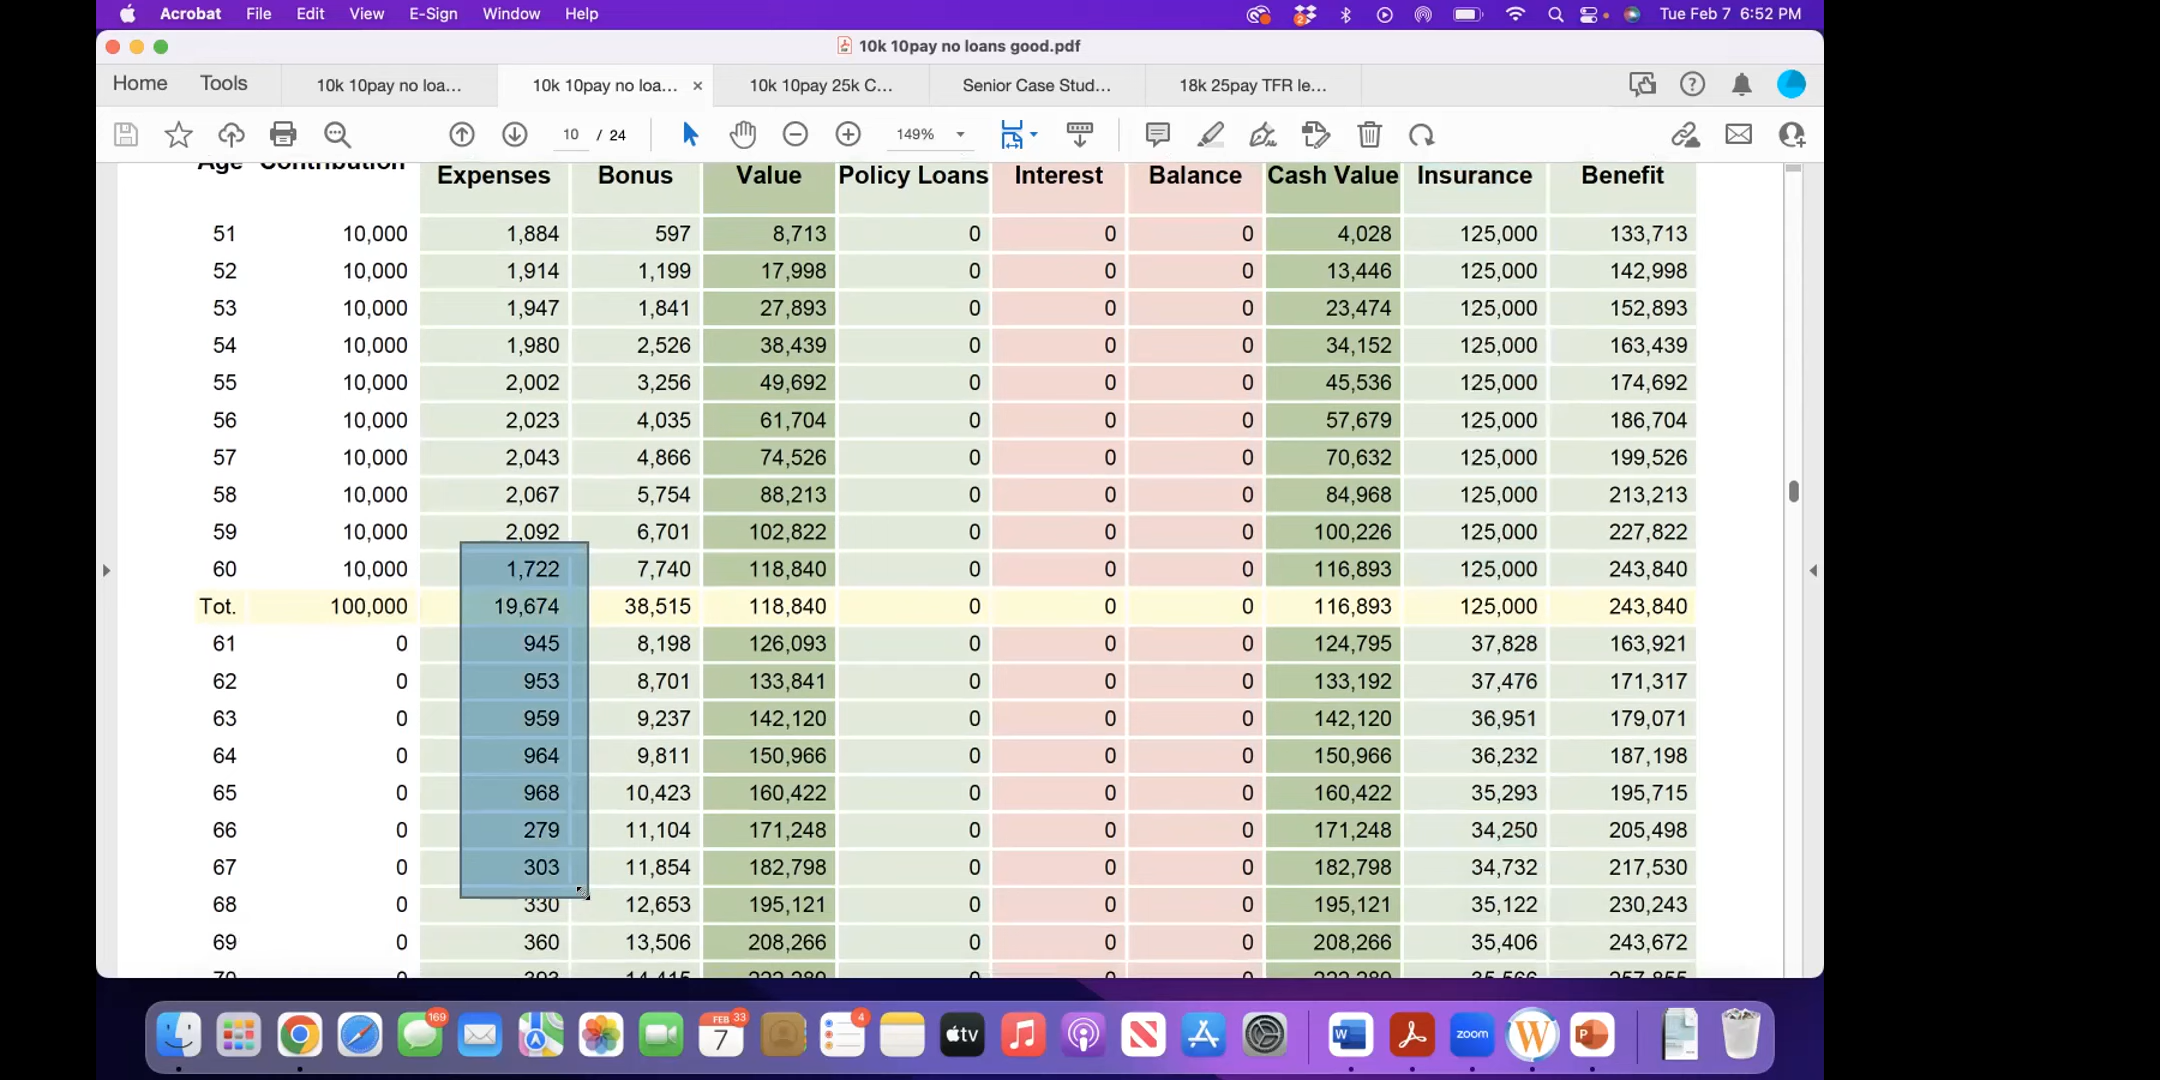 Acrobat File Edit View E-Sign Window Help 2 Tue Feb 7 6:52 PM
10k 10pay no loans good.pdf
Home Tools 10k 10pay no loa... 10k 10pay no loa... × 10k 10pay 25k C... Senior Case Stud... 18k 25pay TFR le...
10 / 24 149%
Age Contribution Expenses Bonus Value Policy Loans Interest Balance Cash Value Insurance Benefit
51 10,000 1,884 597 8,713 0 0 0 4,028 125,000 133,713
52 10,000 1,914 1,199 17,998 0 0 0 13,446 125,000 142,998
53 10,000 1,947 1,841 27,893 0 0 0 23,474 125,000 152,893
54 10,000 1,980 2,526 38,439 0 0 0 34,152 125,000 163,439
55 10,000 2,002 3,256 49,692 0 0 0 45,536 125,000 174,692
56 10,000 2,023 4,035 61,704 0 0 0 57,679 125,000 186,704
57 10,000 2,043 4,866 74,526 0 0 0 70,632 125,000 199,526
58 10,000 2,067 5,754 88,213 0 0 0 84,968 125,000 213,213
59 10,000 2,092 6,701 102,822 0 0 0 100,226 125,000 227,822
60 10,000 1,722 7,740 118,840 0 0 0 116,893 125,000 243,840
Tot. 100,000 19,674 38,515 118,840 0 0 0 116,893 125,000 243,840
61 0 945 8,198 126,093 0 0 0 124,795 37,828 163,921
62 0 953 8,701 133,841 0 0 0 133,192 37,476 171,317
63 0 959 9,237 142,120 0 0 0 142,120 36,951 179,071
64 0 964 9,811 150,966 0 0 0 150,966 36,232 187,198
65 0 968 10,423 160,422 0 0 0 160,422 35,293 195,715
66 0 279 11,104 171,248 0 0 0 171,248 34,250 205,498
67 0 303 11,854 182,798 0 0 0 182,798 34,732 217,530
68 0 330 12,653 195,121 0 0 0 195,121 35,122 230,243
69 0 360 13,506 208,266 0 0 0 208,266 35,406 243,672
169 FEB 33 7 4 tv zoom